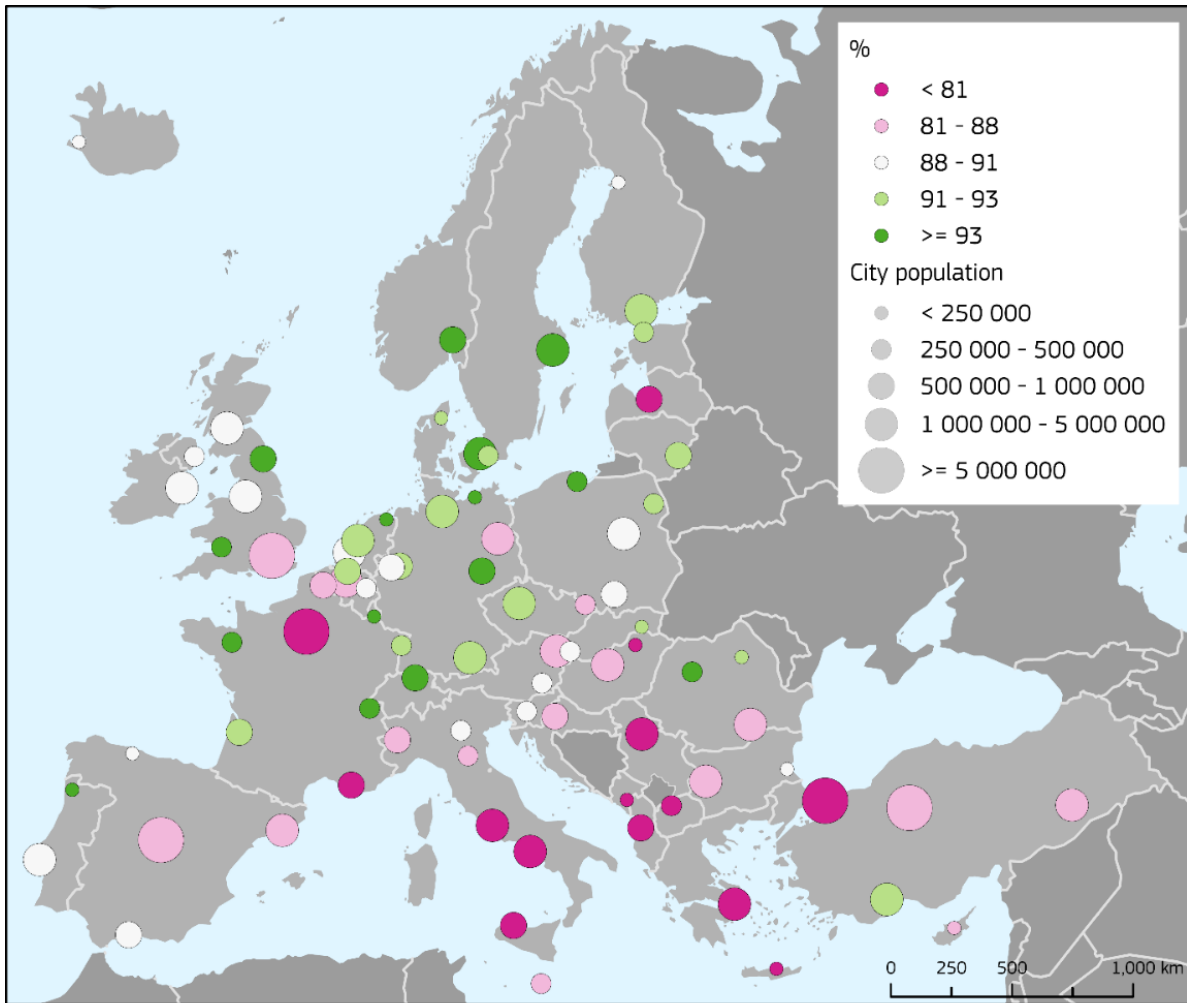 %
< 81
81 - 88
88 - 91
91 - 93
>= 93
City population
< 250 000
250 000 - 500 000
500 000 - 1 000 000
1 000 000 - 5 000 000
>= 5 000 000
0 250 500 1,000 km